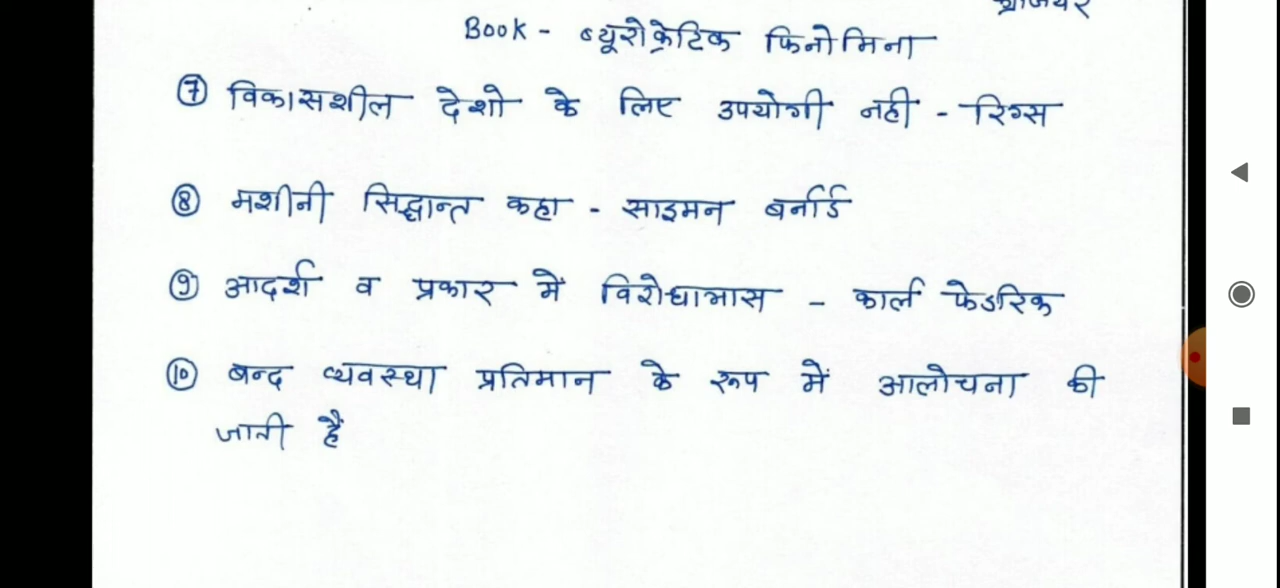 Book - ब्यूरोक्रेटिक फिनोमिना
⑦ विकासशील देशो के लिए उपयोगी नही - रिग्स
⑧ मशीनी सिद्धान्त कहा - साइमन बर्नार्ड
⑨ आदर्श व प्रकार में विरोधाभास - कार्ल फेडरिक
⑩ बन्द व्यवस्था प्रतिमान के रूप में आलोचना की
जाती हैं